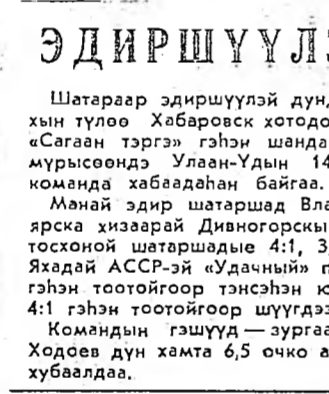 ЭДИРШҮҮЛ
Шатараар эдиршүүлэй дун
хын түлөө Хабаровск хотодо
«Сагаан тэргэ» гэһэн шанда
мүрысөөндэ Улаан-Үдын 14
команда хабаадаһан байгаа.
Манай эдир шатаршад Вла
ярска хизаарай Дивногорскы
тосхоной шатаршадые 4:1, 3
Яхадай АССР-эй «Удачный» п
гэһэн тоотойгоор тэнсэһэн ю
4:1 гэһэн тоотойгоор шүүгдэ
Командын гэшүүд — зургаа
Ходоев дүн хамта 6,5 очко а
хубаалдаа.